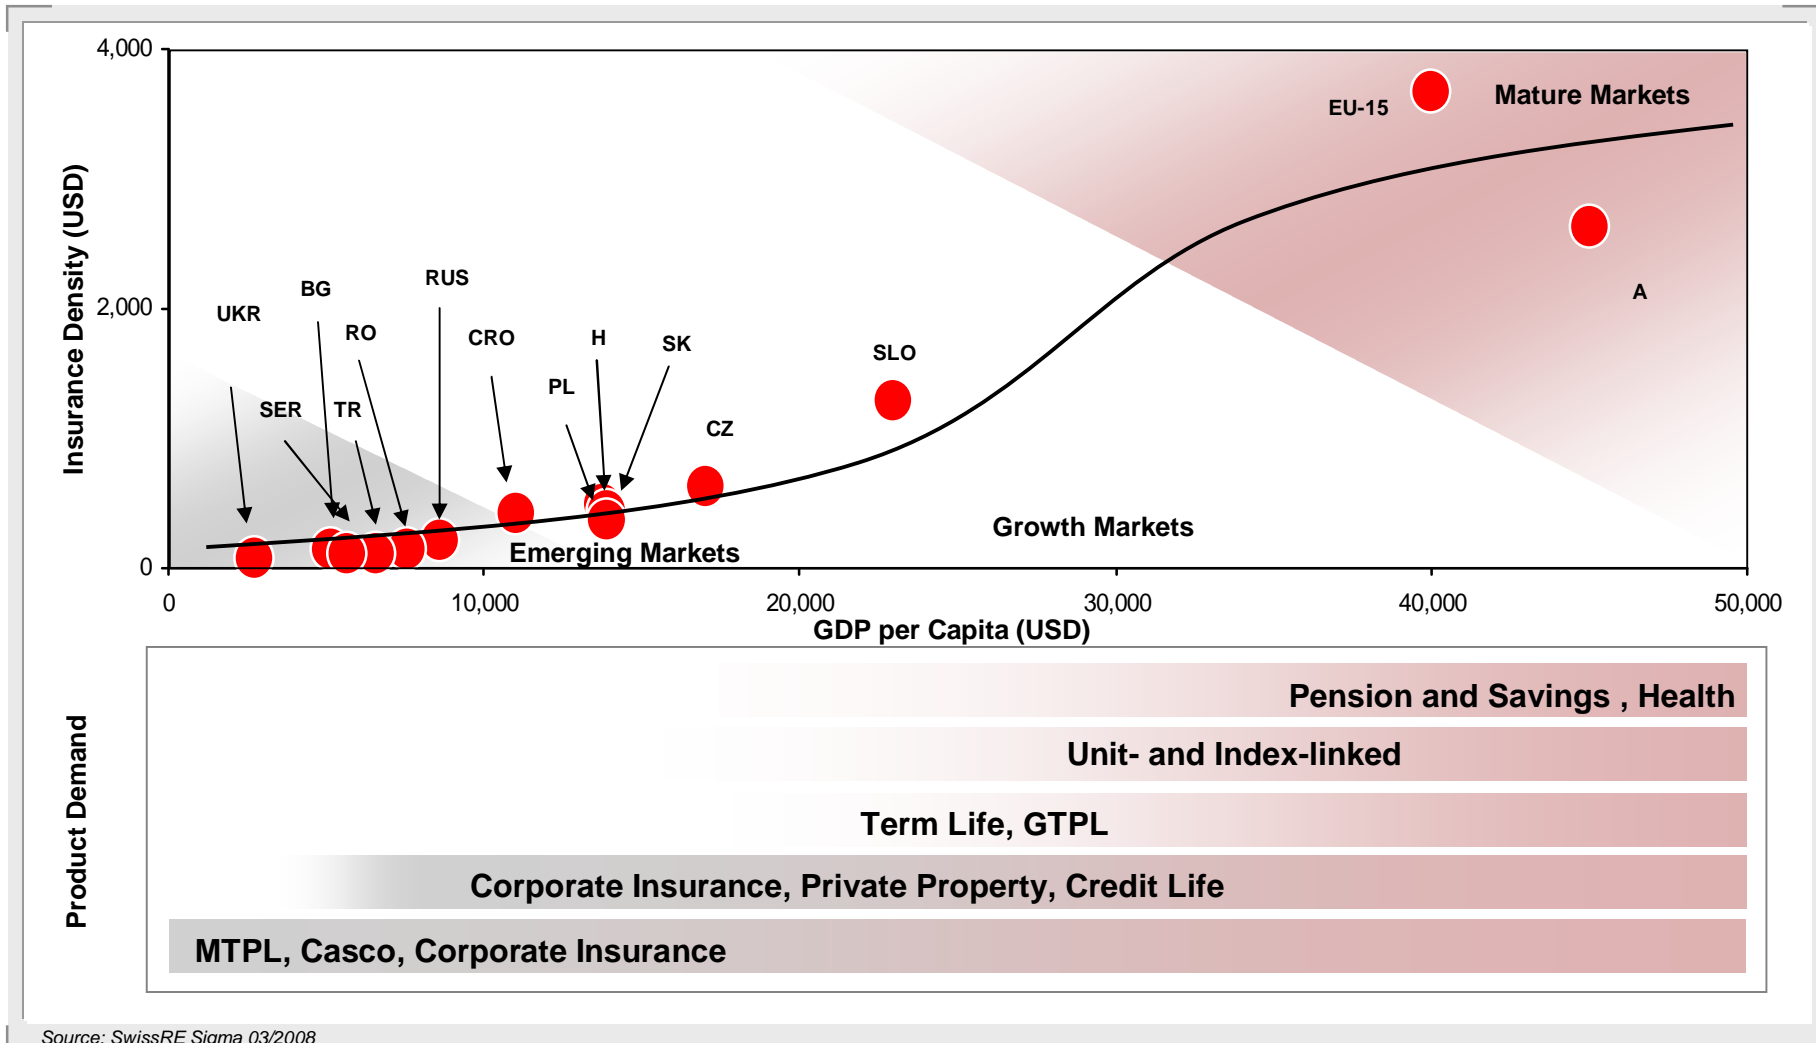 4,000
Mature Markets
EU-15
Insurance Density (USD)
RUS
BG
A
UKR
2,000
RO
CRO
H
SK
SLO
PL
SER
TR
CZ
Growth Markets
Emerging Markets
0
0
10,000
20,000
30,000
40,000
50,000
GDP per Capita (USD)
Product Demand
Pension and Savings , Health
Unit- and Index-linked
Term Life, GTPL
Corporate Insurance, Private Property, Credit Life
MTPL, Casco, Corporate Insurance
Source: SwissRE Sigma 03/2008